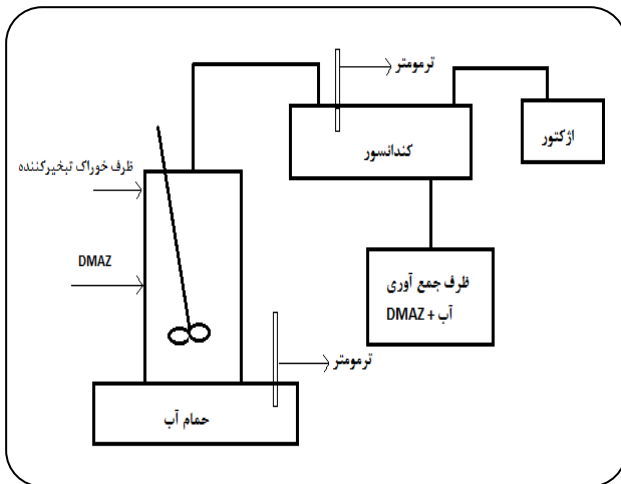 ترمومتر
کندانسور
اژکتور
ظرف خوراک تبخیرکننده
DMAZ
ظرف جمع آوری
آب + DMAZ
ترمومتر
حمام آب